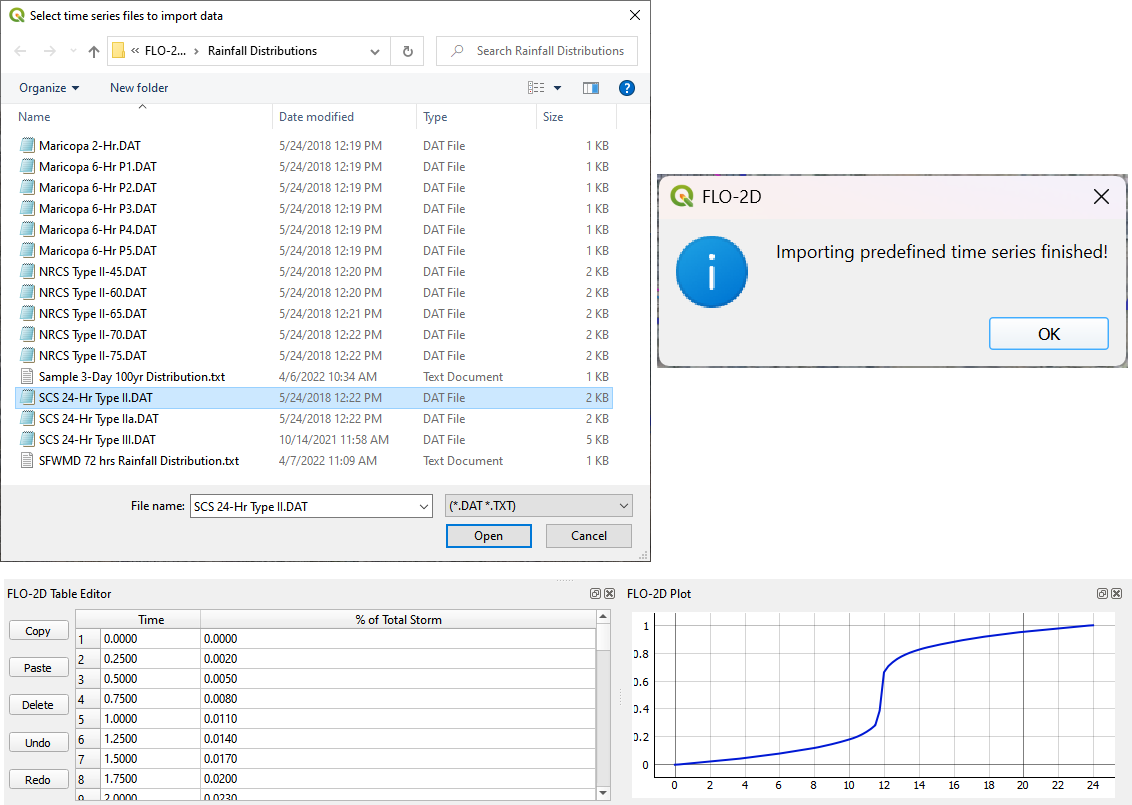 Select time series files to import data
« FLO-2... › Rainfall Distributions
Search Rainfall Distributions
Organize
New folder
?
Name Date modified Type Size
Maricopa 2-Hr.DAT 5/24/2018 12:19 PM DAT File 1 KB
Maricopa 6-Hr P1.DAT 5/24/2018 12:19 PM DAT File 1 KB
Maricopa 6-Hr P2.DAT 5/24/2018 12:19 PM DAT File 1 KB
Maricopa 6-Hr P3.DAT 5/24/2018 12:19 PM DAT File 1 KB
Maricopa 6-Hr P4.DAT 5/24/2018 12:19 PM DAT File 1 KB
Maricopa 6-Hr P5.DAT 5/24/2018 12:19 PM DAT File 1 KB
NRCS Type II-45.DAT 5/24/2018 12:20 PM DAT File 2 KB
NRCS Type II-60.DAT 5/24/2018 12:20 PM DAT File 2 KB
NRCS Type II-65.DAT 5/24/2018 12:21 PM DAT File 2 KB
NRCS Type II-70.DAT 5/24/2018 12:22 PM DAT File 2 KB
NRCS Type II-75.DAT 5/24/2018 12:22 PM DAT File 2 KB
Sample 3-Day 100yr Distribution.txt 4/6/2022 10:34 AM Text Document 1 KB
SCS 24-Hr Type II.DAT 5/24/2018 12:22 PM DAT File 2 KB
SCS 24-Hr Type IIa.DAT 5/24/2018 12:22 PM DAT File 2 KB
SCS 24-Hr Type III.DAT 10/14/2021 11:58 AM DAT File 5 KB
SFWMD 72 hrs Rainfall Distribution.txt 4/7/2022 11:09 AM Text Document 1 KB
File name: SCS 24-Hr Type II.DAT (*.DAT *.TXT)
Open Cancel
FLO-2D
Importing predefined time series finished!
OK
FLO-2D Table Editor
Copy
Paste
Delete
Undo
Redo
Time % of Total Storm
1 0.0000 0.0000
2 0.2500 0.0020
3 0.5000 0.0050
4 0.7500 0.0080
5 1.0000 0.0110
6 1.2500 0.0140
7 1.5000 0.0170
8 1.7500 0.0200
9 2.0000 0.0230
FLO-2D Plot
1
0.8
0.6
0.4
0.2
0
0 2 4 6 8 10 12 14 16 18 20 22 24